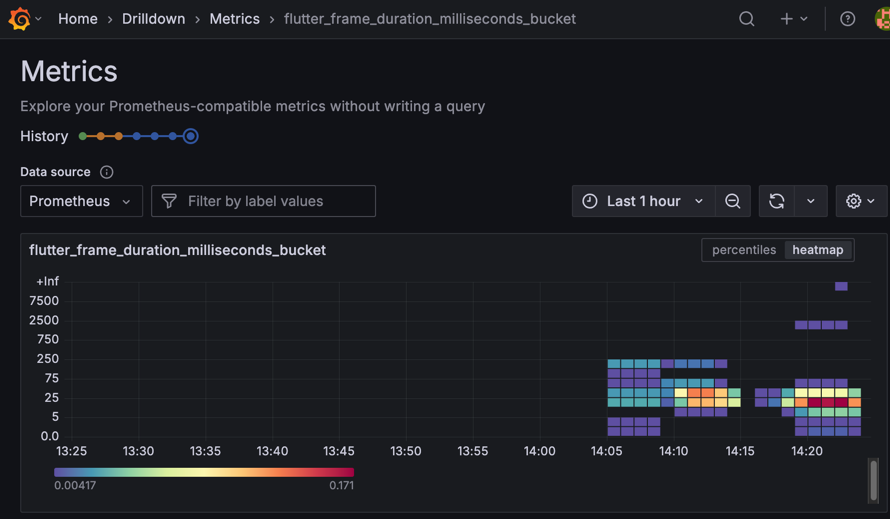 Home › Drilldown › Metrics › flutter_frame_duration_milliseconds_bucket
Metrics
Explore your Prometheus-compatible metrics without writing a query
History
Data source
Prometheus
Filter by label values
Last 1 hour
flutter_frame_duration_milliseconds_bucket
percentiles heatmap
+Inf
7500
2500
750
250
75
25
5
0.0
13:25 13:30 13:35 13:40 13:45 13:50 13:55 14:00 14:05 14:10 14:15 14:20
0.00417 0.171